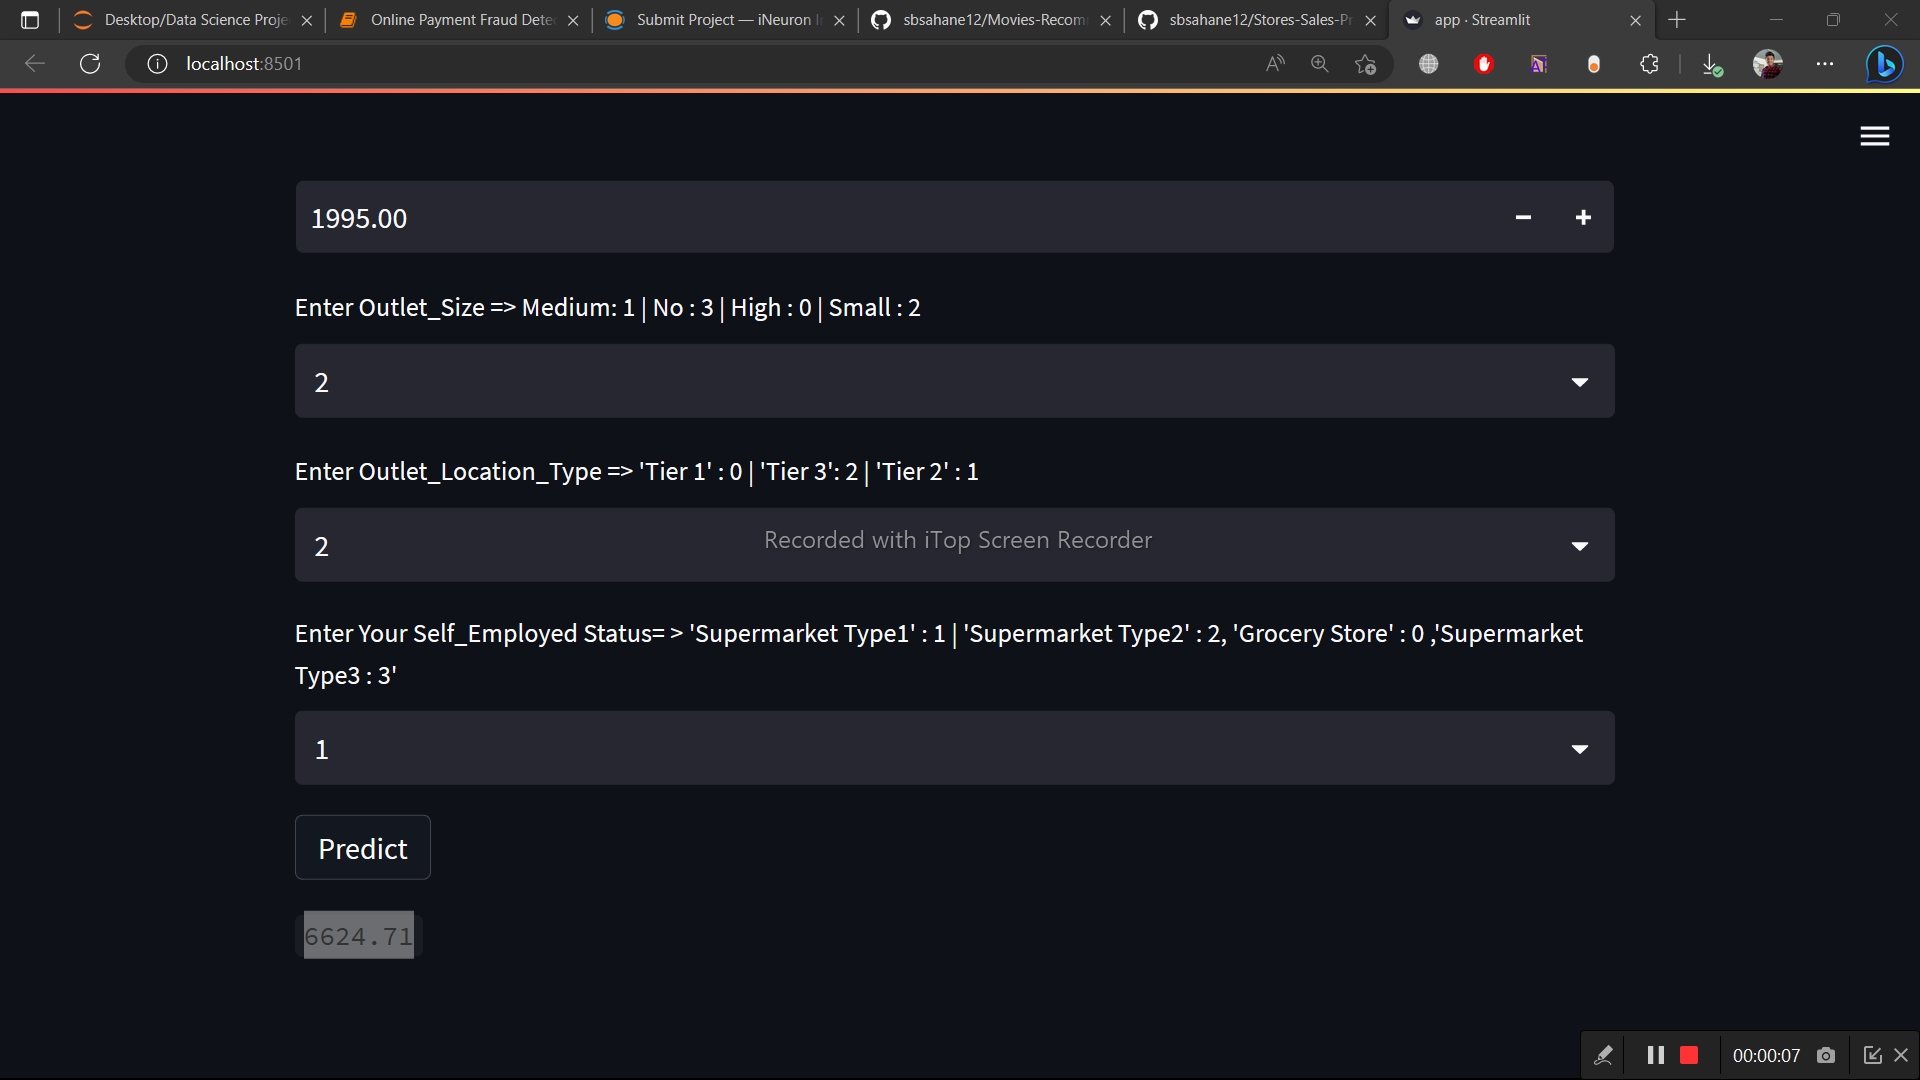 Desktop/Data Science Proje
Online Payment Fraud Dete
Submit Project — iNeuron I
sbsahane12/Movies-Recom
sbsahane12/Stores-Sales-Pr
app · Streamlit
localhost:8501
1995.00
Enter Outlet_Size => Medium: 1 | No : 3 | High : 0 | Small : 2
2
Enter Outlet_Location_Type => 'Tier 1' : 0 | 'Tier 3': 2 | 'Tier 2' : 1
2
Recorded with iTop Screen Recorder
Enter Your Self_Employed Status= > 'Supermarket Type1' : 1 | 'Supermarket Type2' : 2, 'Grocery Store' : 0 ,'Supermarket
Type3 : 3'
1
Predict
6624.71
00:00:07